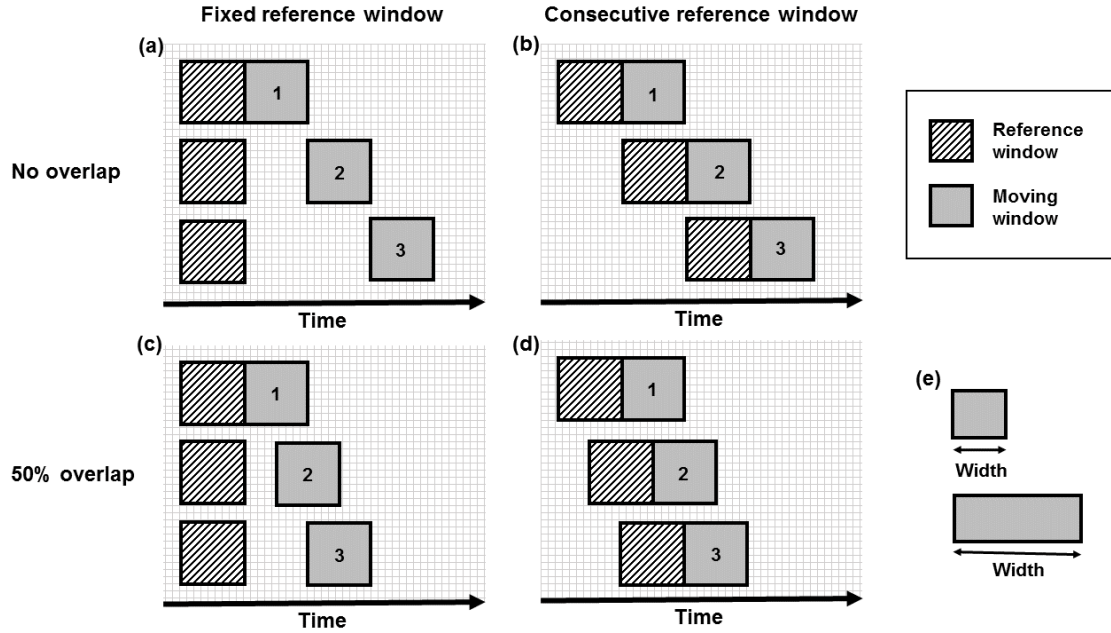 Fixed reference window
Consecutive reference window
(a)
1
2
3
No overlap
Time
(b)
1
2
3
Time
Reference
window
Moving
window
(c)
1
2
3
50% overlap
Time
(d)
1
2
3
Time
(e)
Width
Width